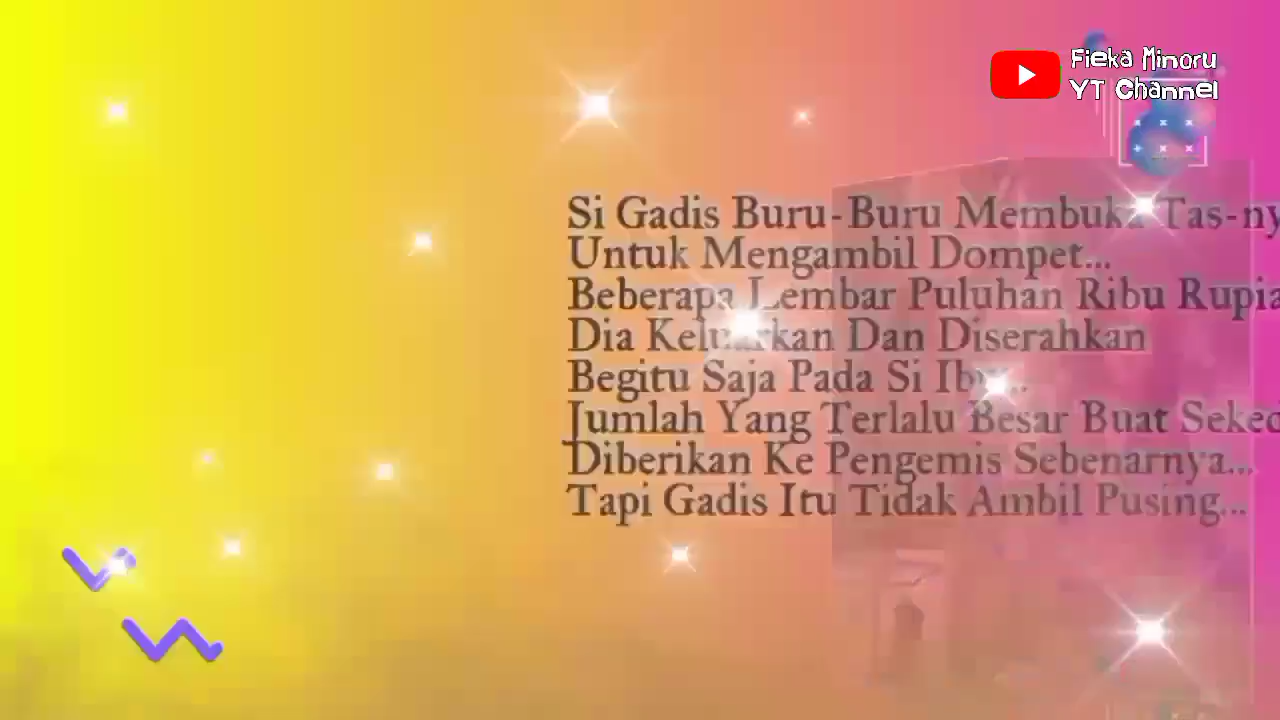 Fieka Minoru
YT Channel
Si Gadis Buru-Buru Membuka Tas-ny
Untuk Mengambil Dompet...
Beberapa Lembar Puluhan Ribu Rupia
Dia Keluarkan Dan Diserahkan
Begitu Saja Pada Si Ibu...
Jumlah Yang Terlalu Besar Buat Seked
Diberikan Ke Pengemis Sebenarnya...
Tapi Gadis Itu Tidak Ambil Pusing...